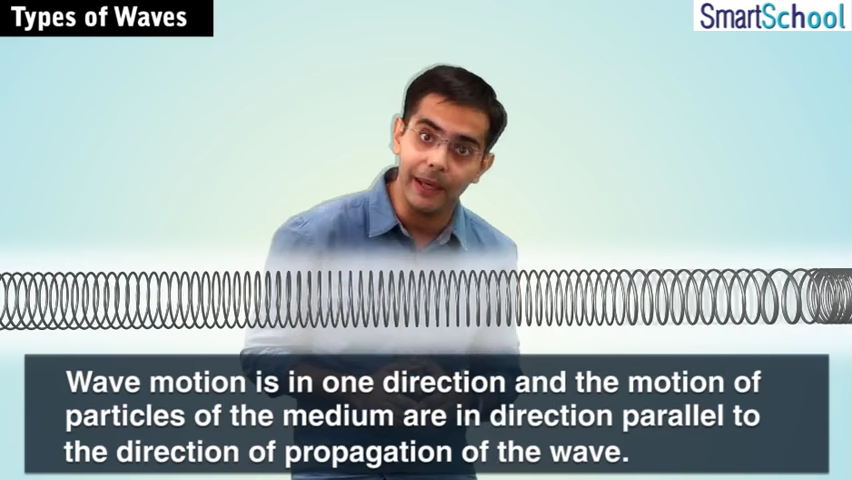 Types of Waves
SmartSchool
Wave motion is in one direction and the motion of
particles of the medium are in direction parallel to
the direction of propagation of the wave.